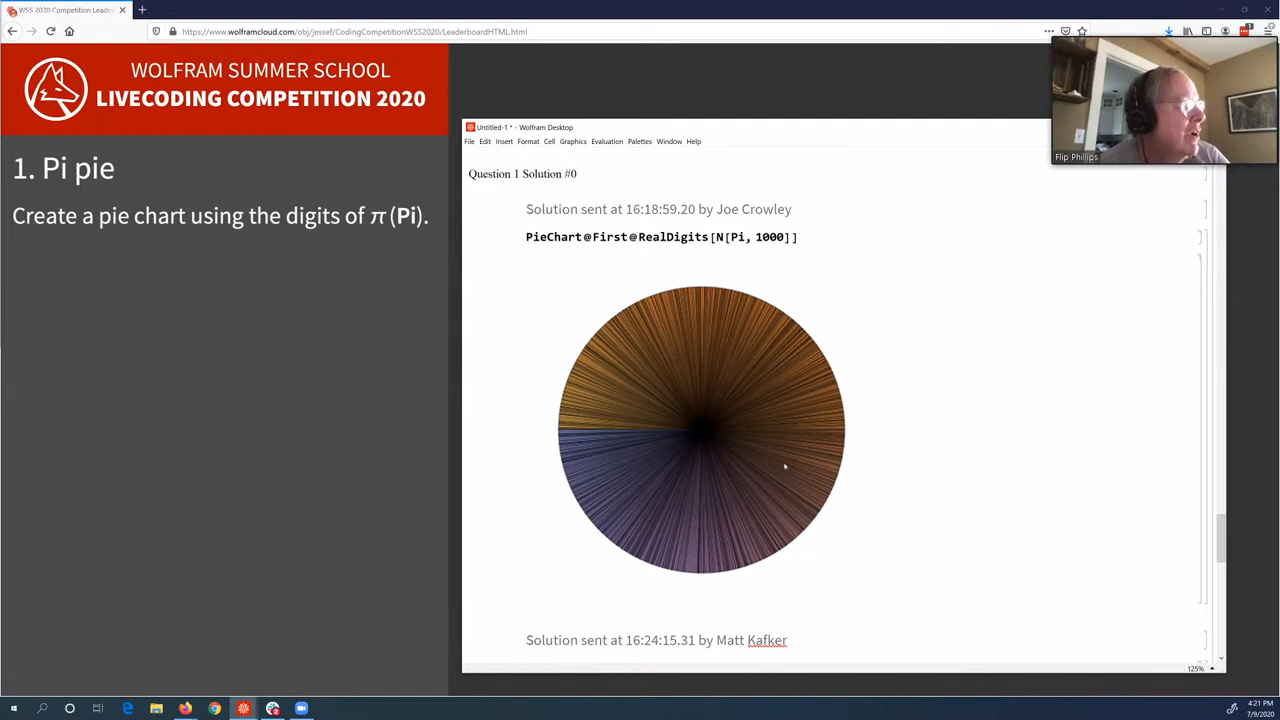 WSS 2020 Competition Leader
https://www.wolframcloud.com/obj/jessef/CodingCompetitionWSS2020/LeaderboardHTML.html
WOLFRAM SUMMER SCHOOL
LIVECODING COMPETITION 2020
1. Pi pie
Create a pie chart using the digits of π (Pi).
Untitled-1 * - Wolfram Desktop
File Edit Insert Format Cell Graphics Evaluation Palettes Window Help
Question 1 Solution #0
Solution sent at 16:18:59.20 by Joe Crowley
PieChart@First@RealDigits[N[Pi, 1000]]
Solution sent at 16:24:15.31 by Matt Kafker
125%
Flip Phillips
4:21 PM
7/9/2020